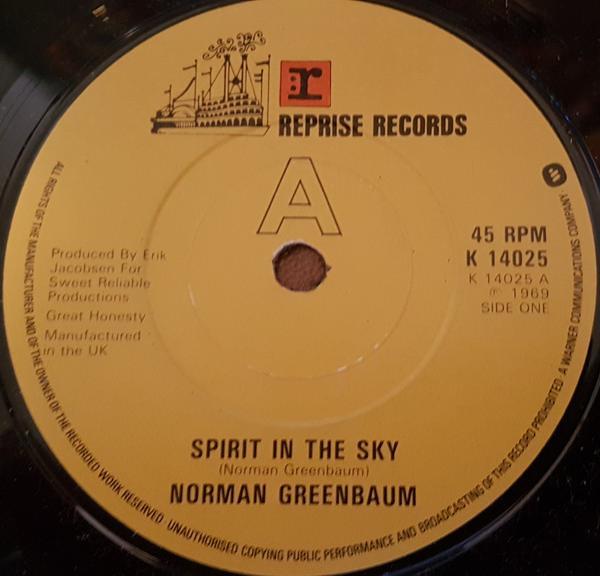 r
REPRISE RECORDS
A
45 RPM
K 14025
K 14025 A
℗ 1969
SIDE ONE
Produced By Erik
Jacobsen For
Sweet Reliable
Productions
Great Honesty
Manufactured
in the UK
SPIRIT IN THE SKY
(Norman Greenbaum)
NORMAN GREENBAUM
ALL RIGHTS OF THE MANUFACTURER AND OF THE OWNER OF THE RECORDED WORK RESERVED · UNAUTHORISED COPYING PUBLIC PERFORMANCE AND BROADCASTING OF THIS RECORD PROHIBITED · A WARNER COMMUNICATIONS COMPANY ·